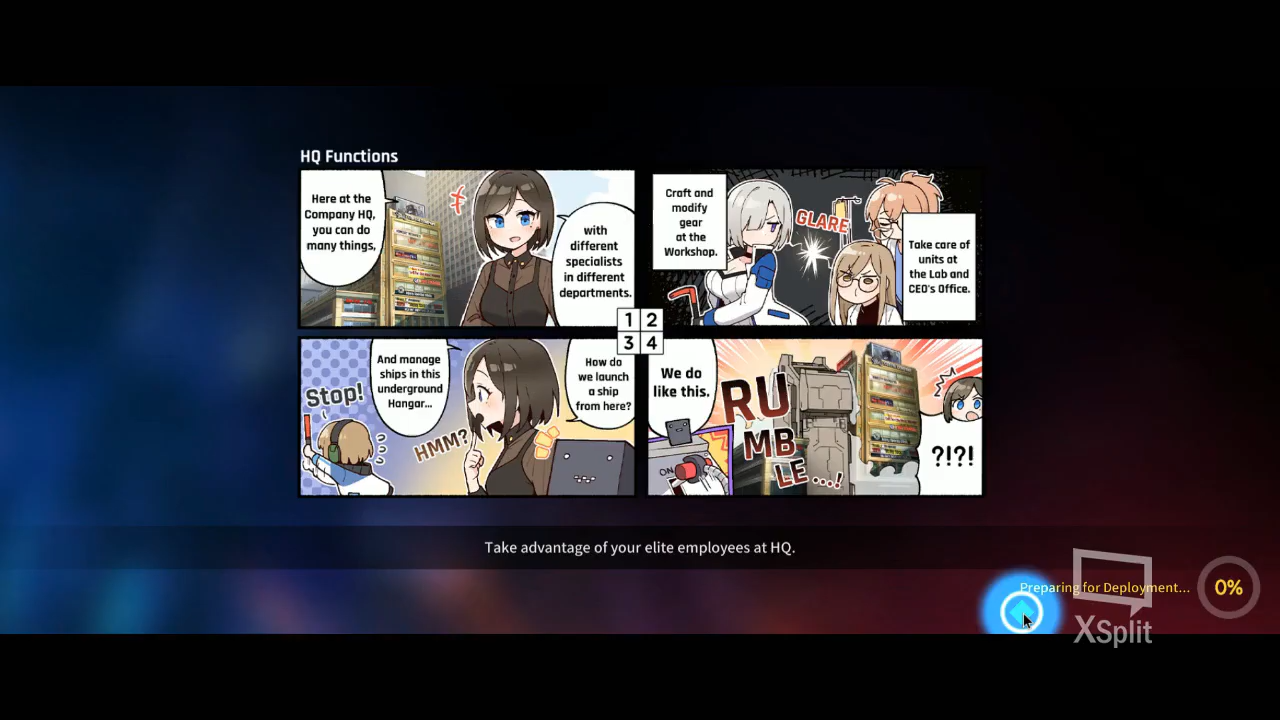 HQ Functions
Here at the
Company HQ,
you can do
many things,
with
different
specialists
in different
departments.
Craft and
modify
gear
at the
Workshop.
GLARE
Take care of
units at
the Lab and
CEO's Office.
1 2
3 4
Stop!
And manage
ships in this
underground
Hangar...
HMM?
How do
we launch
a ship
from here?
We do
like this.
ON
RU
MB
LE...!
?!?!
Take advantage of your elite employees at HQ.
Preparing for Deployment...
0%
XSplit